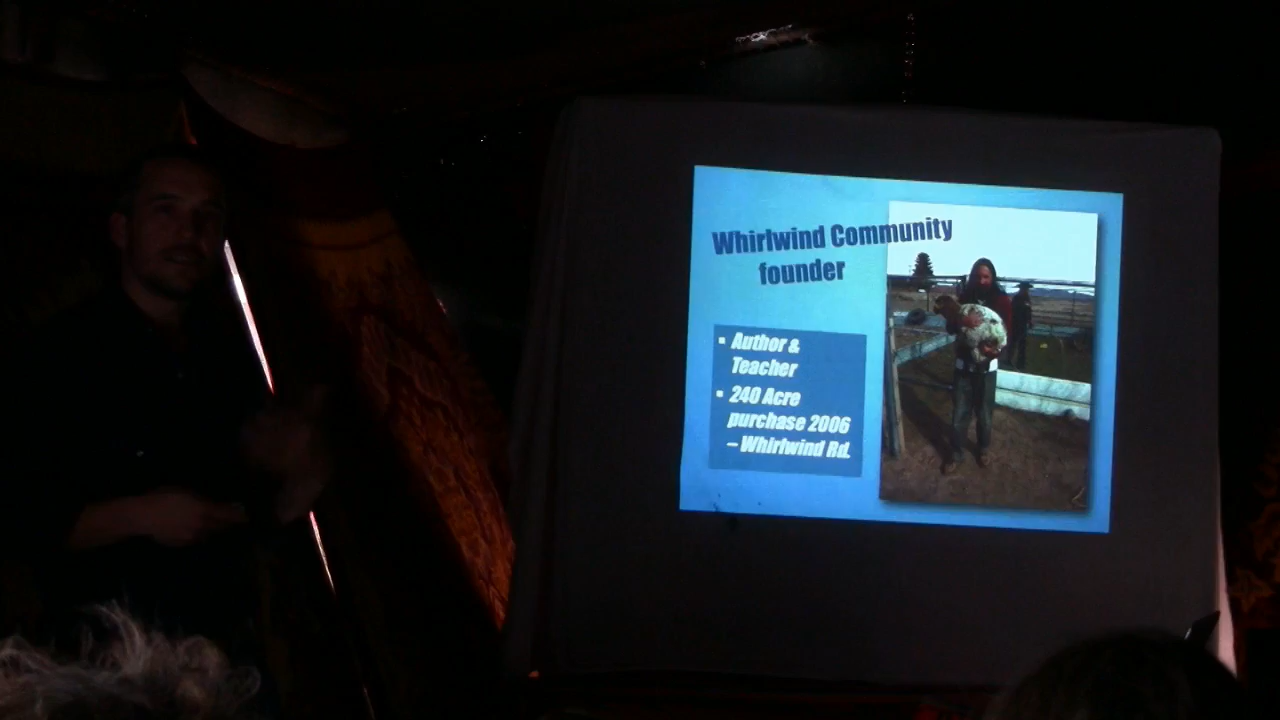 Whirlwind Community
founder
▪ Author &
Teacher
▪ 240 Acre
purchase 2006
– Whirlwind Rd.